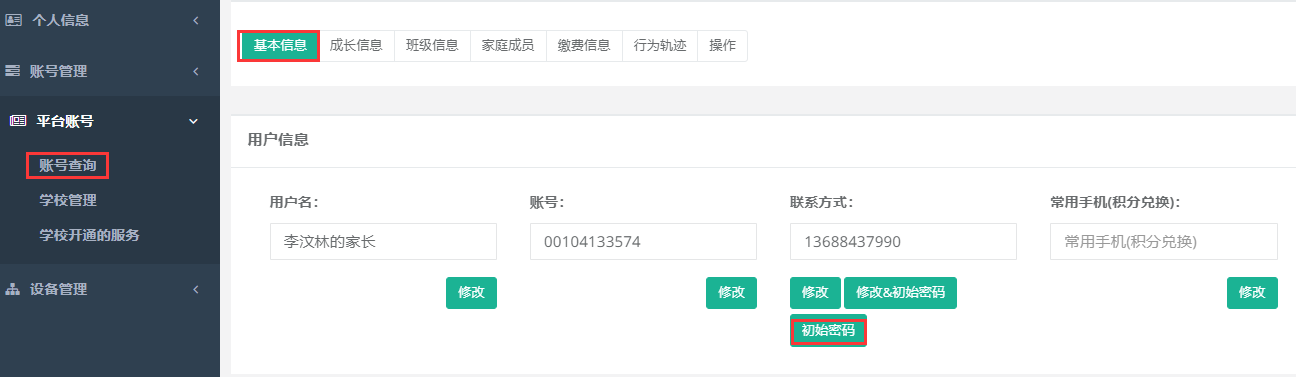 个人信息
账号管理
平台账号
账号查询
学校管理
学校开通的服务
设备管理
基本信息 成长信息 班级信息 家庭成员 缴费信息 行为轨迹 操作
用户信息
用户名: 账号: 联系方式: 常用手机(积分兑换):
李汶林的家长 00104133574 13688437990 常用手机(积分兑换)
修改 修改 修改 修改&初始密码 修改
初始密码